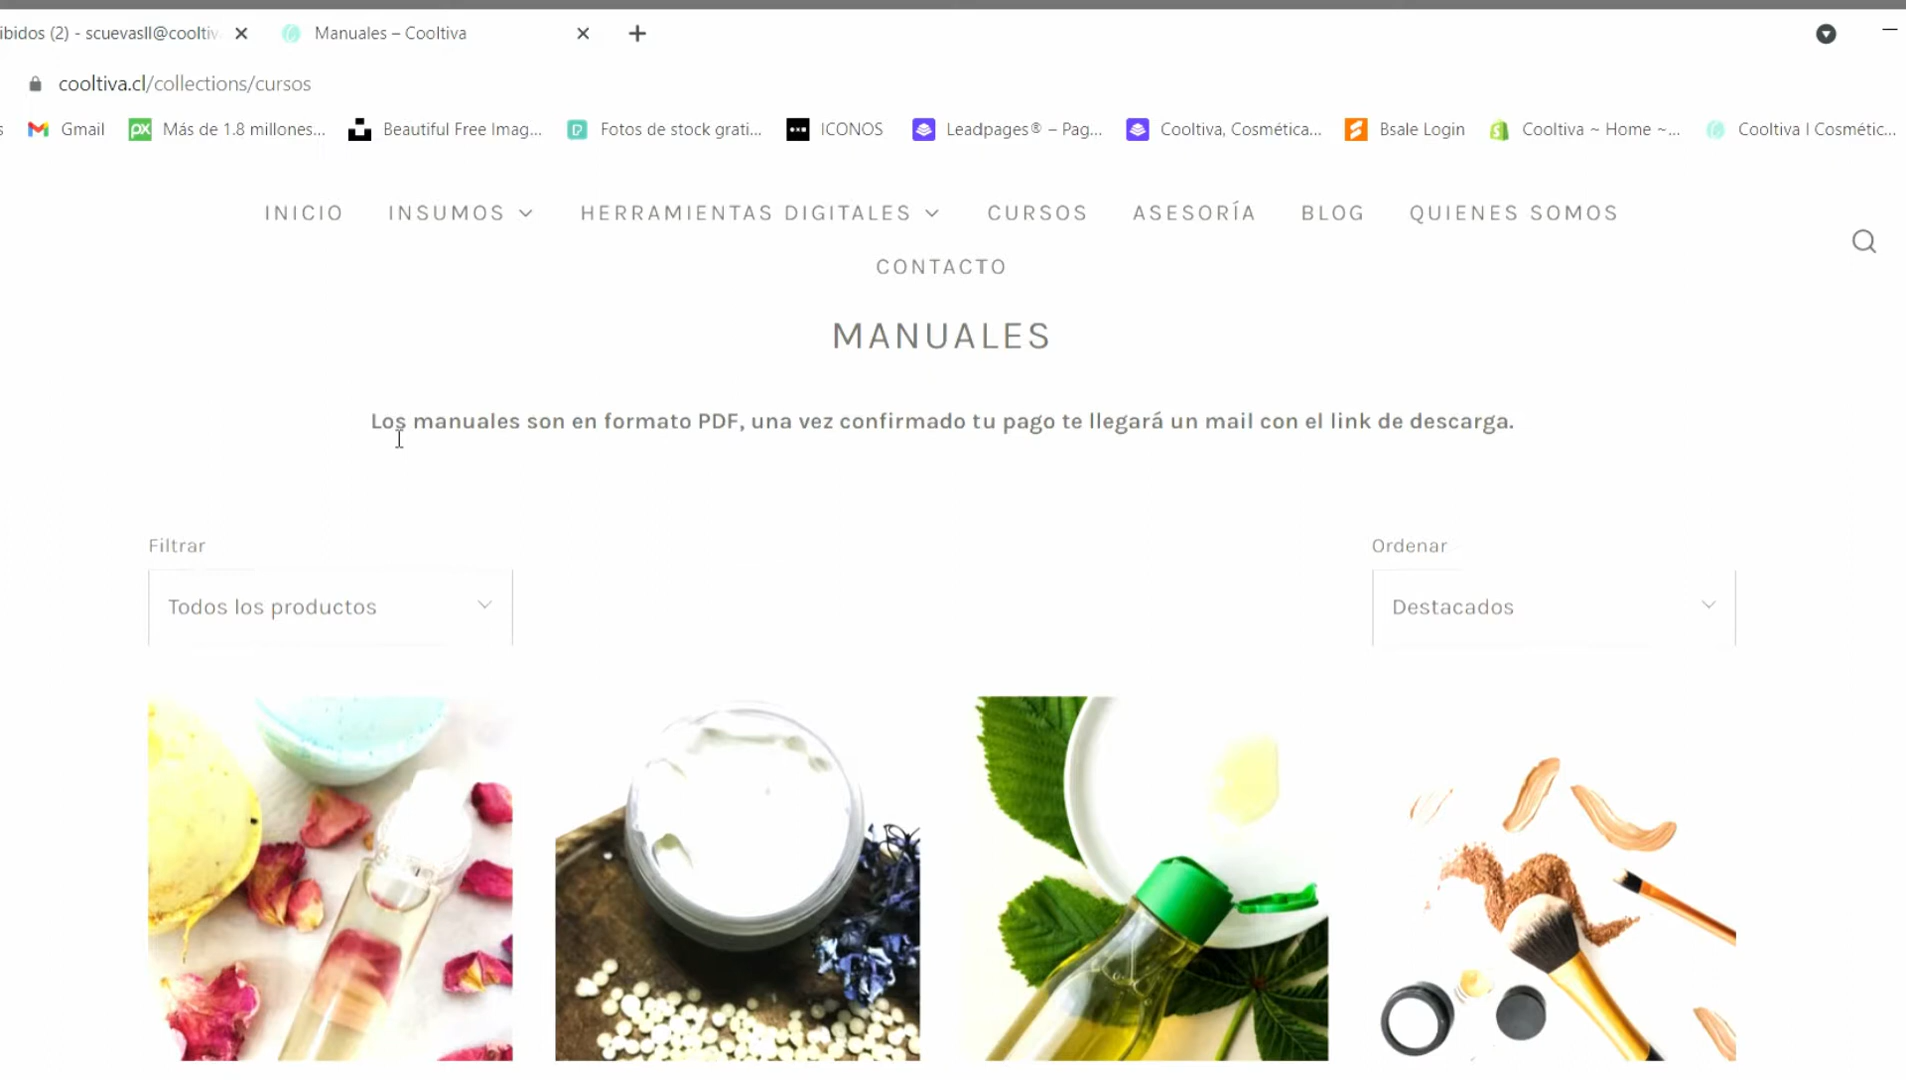 ibidos (2) - scuevasll@cooltiv
Manuales – Cooltiva
cooltiva.cl/collections/cursos
s
Gmail
Más de 1.8 millones...
Beautiful Free Imag...
Fotos de stock grati...
ICONOS
Leadpages® – Pag...
Cooltiva, Cosmética...
Bsale Login
Cooltiva ~ Home ~...
Cooltiva | Cosmétic...
INICIO INSUMOS HERRAMIENTAS DIGITALES CURSOS ASESORÍA BLOG QUIENES SOMOS
CONTACTO
MANUALES
Los manuales son en formato PDF, una vez confirmado tu pago te llegará un mail con el link de descarga.
Filtrar
Ordenar
Todos los productos
Destacados